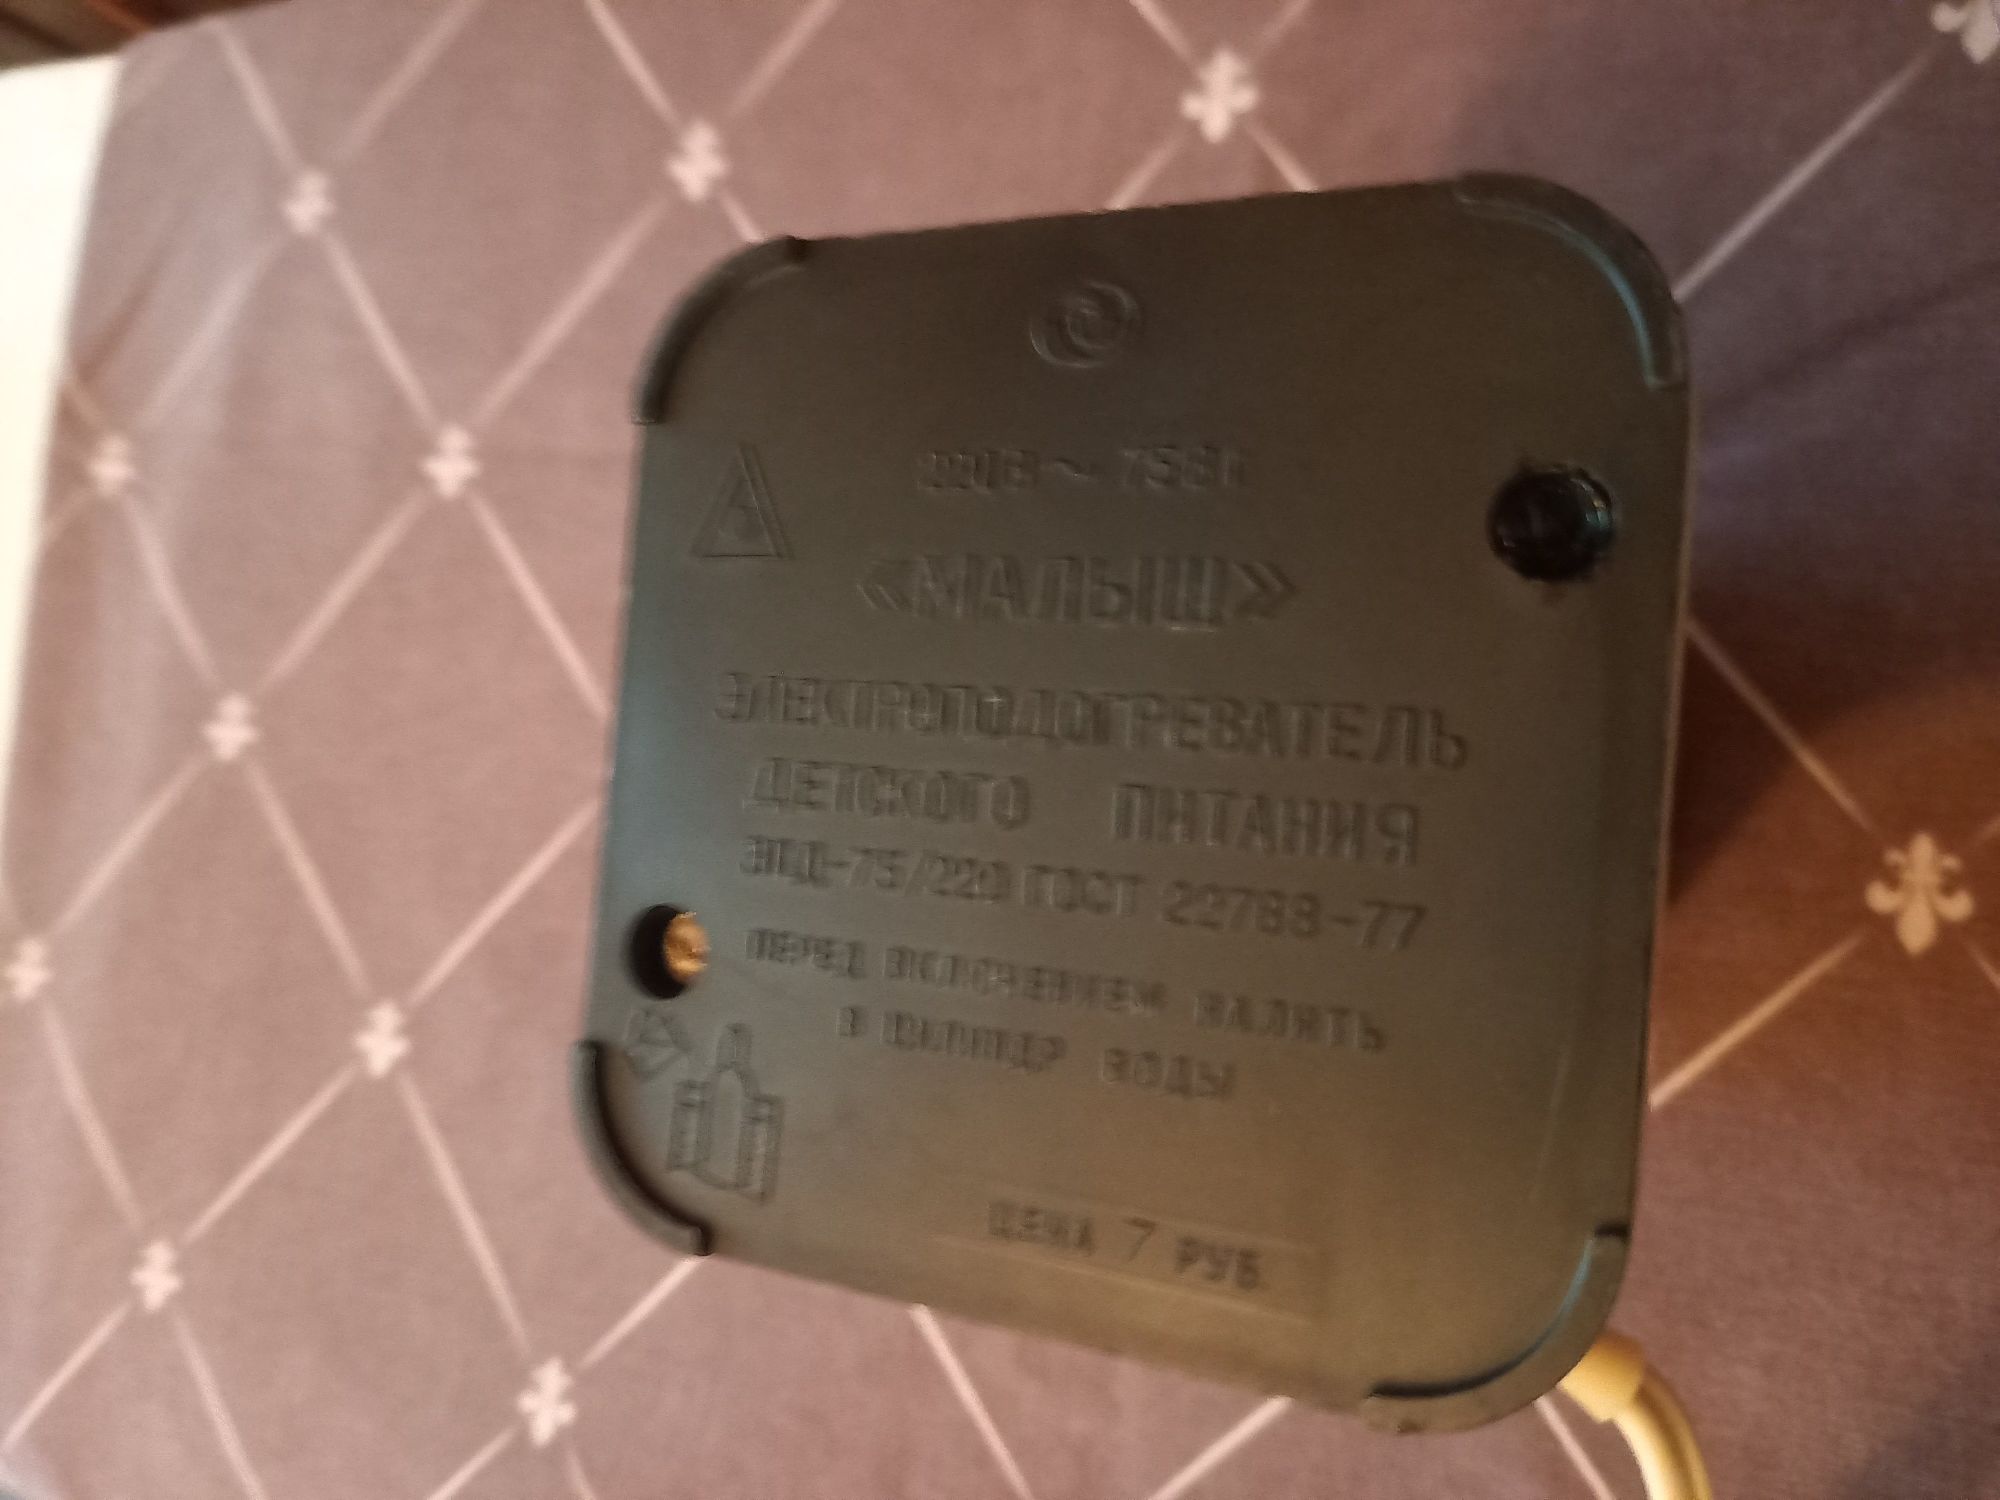 220В ~ 75Вт
«МАЛЫШ»
ЭЛЕКТРОПОДОГРЕВАТЕЛЬ
ДЕТСКОГО ПИТАНИЯ
ЭПД-75/220 ГОСТ 22788-77
ПЕРЕД ВКЛЮЧЕНИЕМ НАЛИТЬ
В ЦИЛИНДР ВОДЫ
ЦЕНА 7 РУБ.